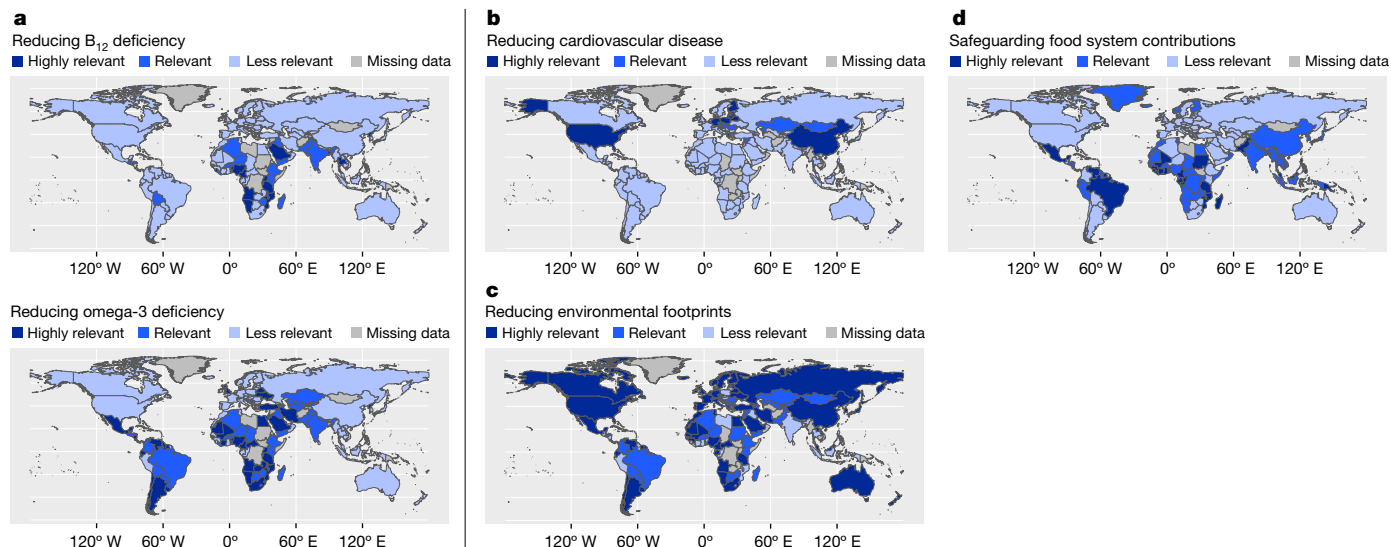 a
Reducing B12 deficiency
Highly relevant Relevant Less relevant Missing data
120° W 60° W 0° 60° E 120° E
Reducing omega-3 deficiency
Highly relevant Relevant Less relevant Missing data
120° W 60° W 0° 60° E 120° E
b
Reducing cardiovascular disease
Highly relevant Relevant Less relevant Missing data
120° W 60° W 0° 60° E 120° E
c
Reducing environmental footprints
Highly relevant Relevant Less relevant Missing data
120° W 60° W 0° 60° E 120° E
d
Safeguarding food system contributions
Highly relevant Relevant Less relevant Missing data
120° W 60° W 0° 60° E 120° E